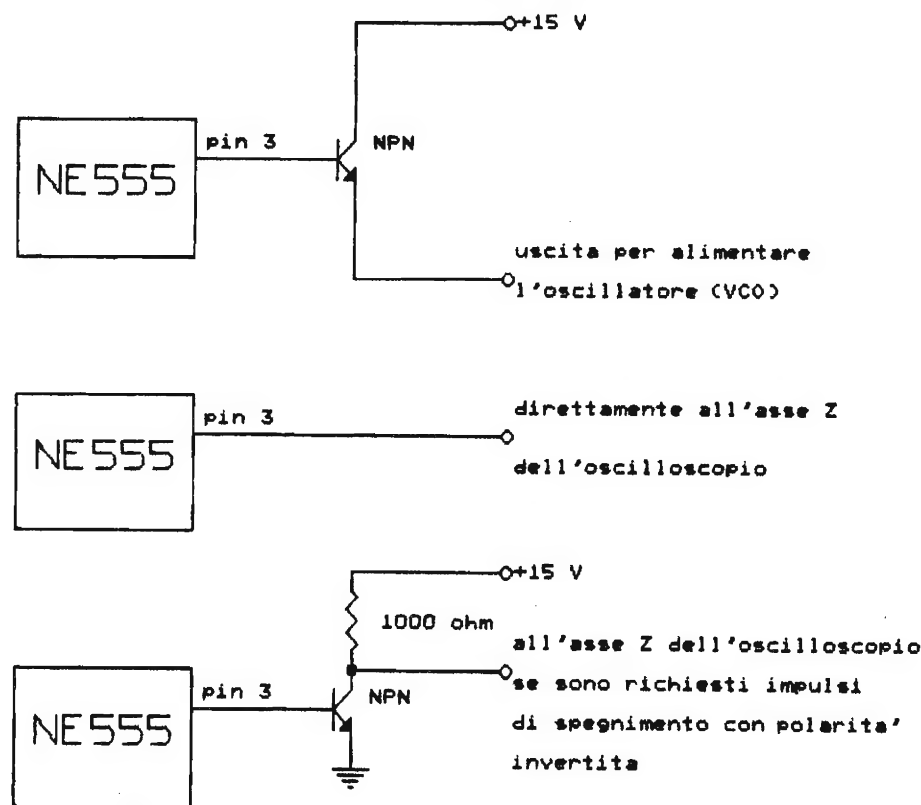 +15 V
pin 3
NPN
NE555
uscita per alimentare
l'oscillatore (VCO)
pin 3
direttamente all'asse Z
NE555
dell'oscilloscopio
+15 V
1000 ohm
all'asse Z dell'oscilloscopio
pin 3
NPN
se sono richiesti impulsi
NE555
di spegnimento con polarita'
invertita